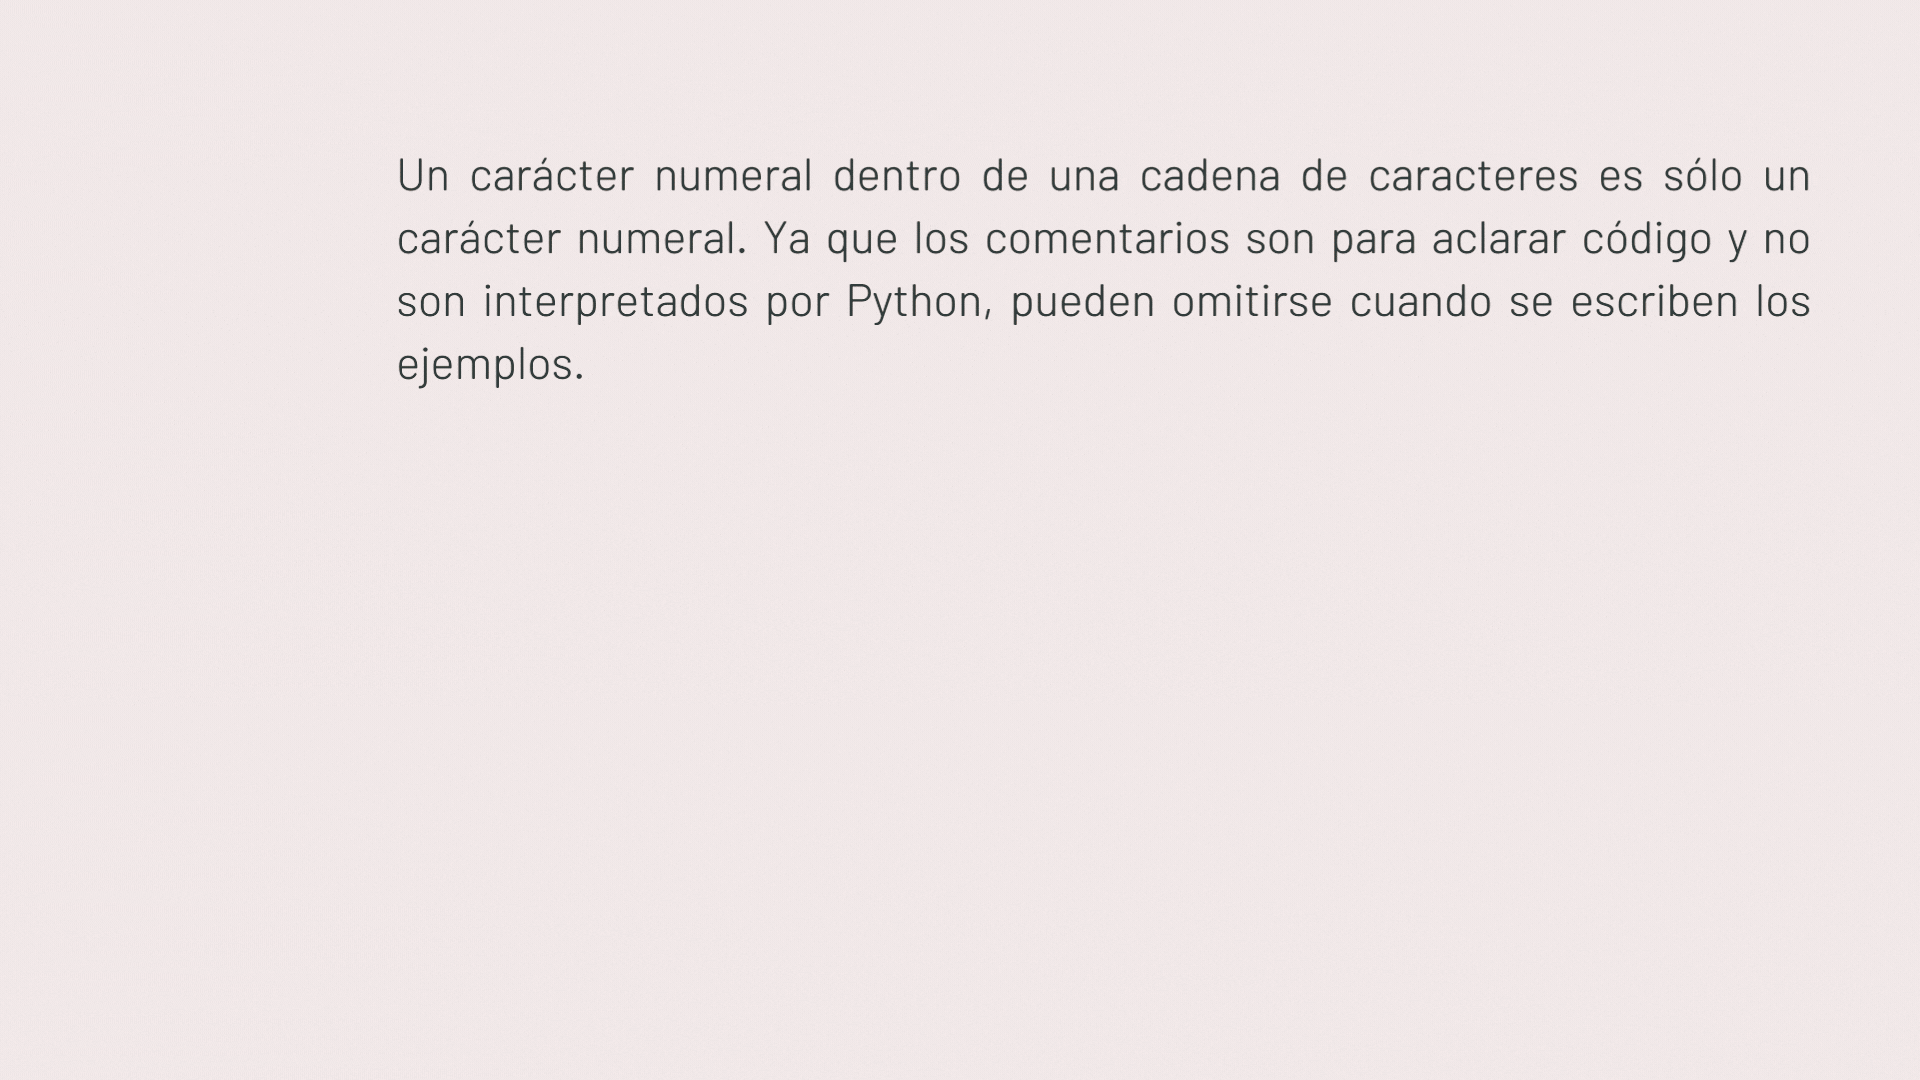 Un carácter numeral dentro de una cadena de caracteres es sólo un
carácter numeral. Ya que los comentarios son para aclarar código y no
son interpretados por Python, pueden omitirse cuando se escriben los
ejemplos.